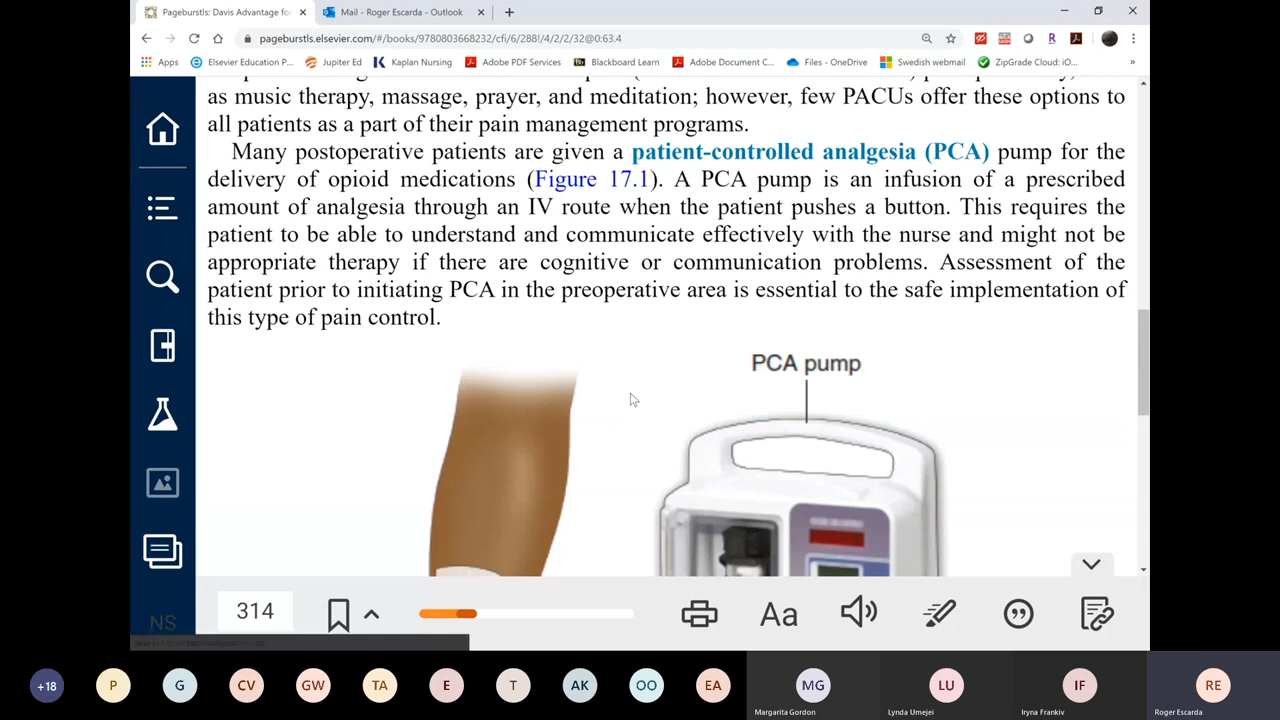 Pageburstls: Davis Advantage fo
Mail - Roger Escarda - Outlook
pageburstls.elsevier.com/#/books/9780803668232/cfi/6/288!/4/2/2/32@0:63.4
Apps
Elsevier Education P...
Jupiter Ed
Kaplan Nursing
Adobe PDF Services
Blackboard Learn
Adobe Document C...
Files - OneDrive
Swedish webmail
ZipGrade Cloud: iO...
as music therapy, massage, prayer, and meditation; however, few PACUs offer these options to
all patients as a part of their pain management programs.
Many postoperative patients are given a patient-controlled analgesia (PCA) pump for the
delivery of opioid medications (Figure 17.1). A PCA pump is an infusion of a prescribed
amount of analgesia through an IV route when the patient pushes a button. This requires the
patient to be able to understand and communicate effectively with the nurse and might not be
appropriate therapy if there are cognitive or communication problems. Assessment of the
patient prior to initiating PCA in the preoperative area is essential to the safe implementation of
this type of pain control.
PCA pump
314
Aa
NS
+18
P
G
CV
GW
TA
E
T
AK
OO
EA
MG
LU
IF
RE
Margarita Gordon
Lynda Umejei
Iryna Frankiv
Roger Escarda